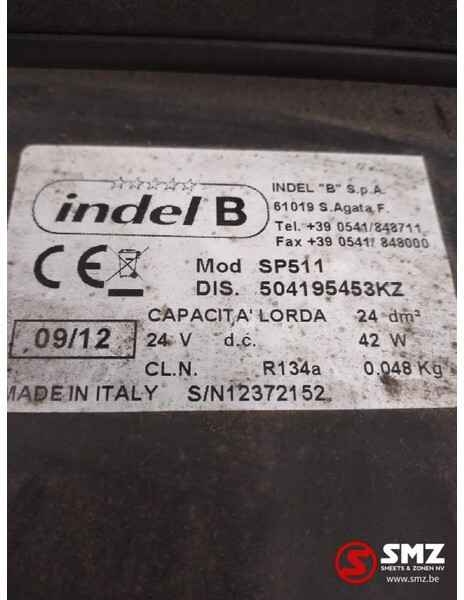 indel B
INDEL "B" S.p.A.
61019 S.Agata F.
Tel. +39 0541/848711
Fax +39 0541/ 848000
CE
Mod SP511
DIS. 504195453KZ
CAPACITA' LORDA 24 dm³
09/12 24 V d.c. 42 W
CL.N. R134a 0,048 Kg
MADE IN ITALY S/N12372152
SMZ
SMEETS & ZONEN NV
www.smz.be